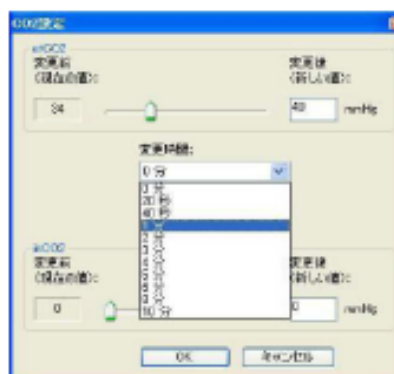 CO2設定
etCO2
変更前
(現在の値):
変更後
(新しい値):
34
40
mmHg
変更時間:
0 分
0 分
20 秒
40 秒
1 分
2 分
3 分
4 分
5 分
6 分
8 分
10 分
inCO2
変更前
(現在の値):
変更後
(新しい値):
0
0
mmHg
OK
キャンセル